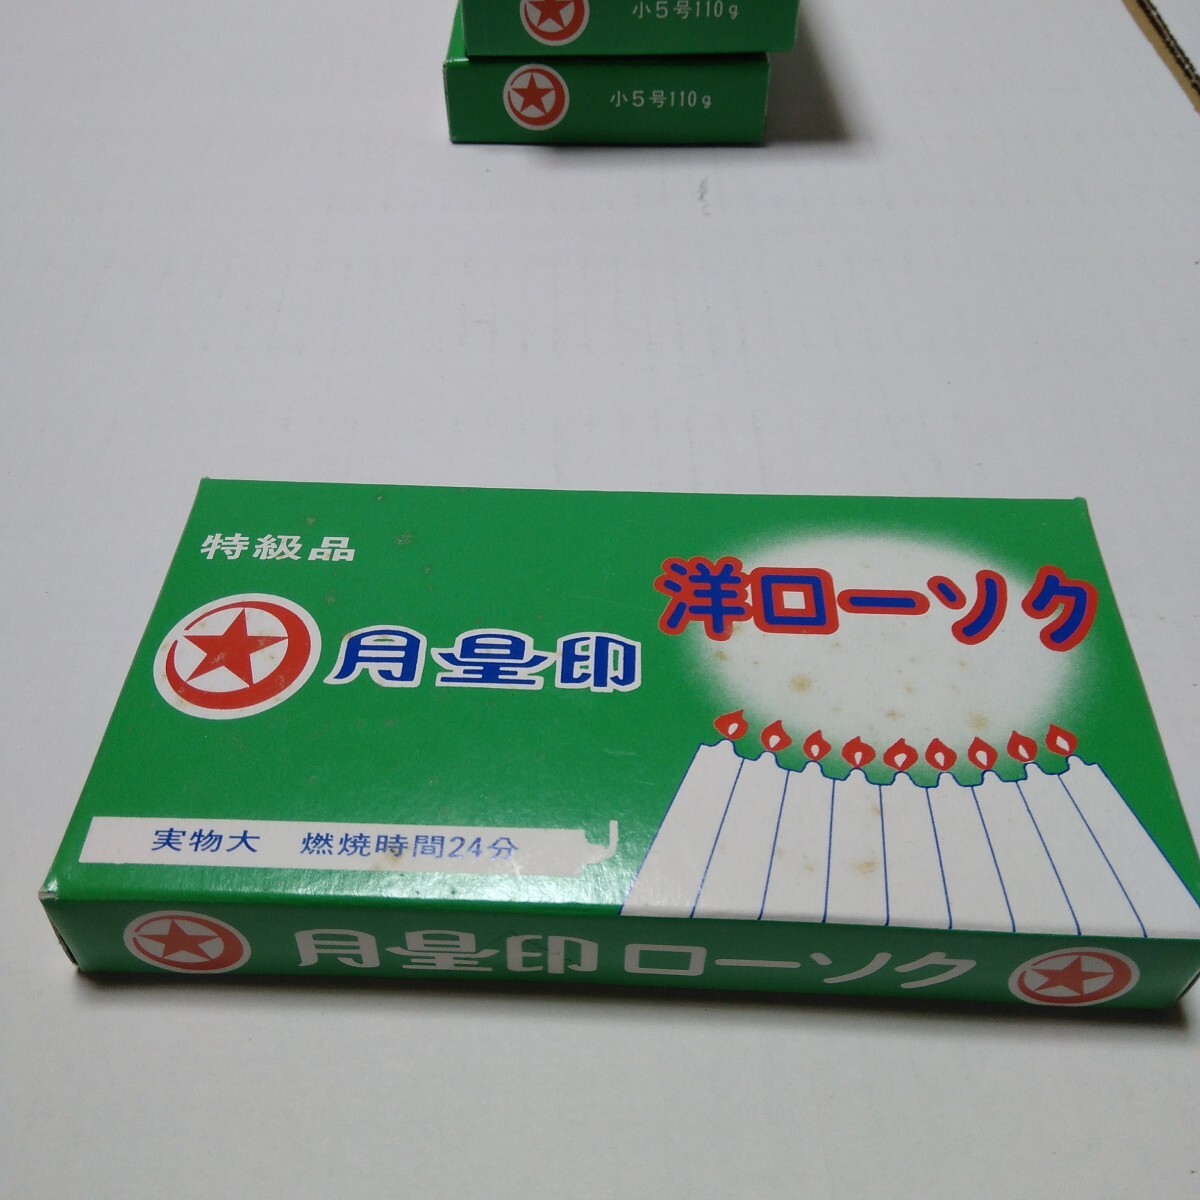 小5号110g
小5号110g
特級品
洋ローソク
月星印
実物大 燃焼時間24分
月星印ローソク